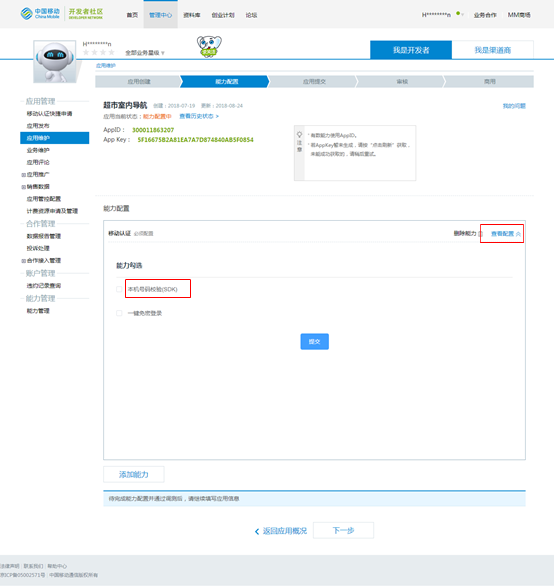 中国移动 China Mobile 开发者社区 DEVELOPER NETWORK
首页 管理中心 资料库 创业计划 论坛 H********n 业务合作 MM商场
H********n
全部业务星级
我是开发者 我是渠道商
应用维护
应用创建 能力配置 应用提交 审核 商用
应用管理
移动认证快捷申请
应用发布
应用维护
业务维护
应用评论
应用推广
销售数据
应用管控配置
计费资源申请及管理
合作管理
数据报告管理
投诉处理
合作接入管理
账户管理
违约记录查询
能力管理
能力管理
超市室内导航 创建：2018-07-19 更新：2018-08-24
我的问题
应用当前状态：能力配置中 查看历史状态 >
AppID： 300011863207
App Key： 5F16675B2A81EA7A7D874840AB5F0854
注意
* 有些能力使用AppID。
* 若AppKey暂未生成，请按“点击刷新”获取，
未能成功获取的，请稍后重试。
能力配置
移动认证 必须配置 删除能力 查看配置
能力勾选
本机号码校验(SDK)
一键免密登录
提交
添加能力
待完成能力配置并通过调测后，请继续填写应用信息
返回应用概况 下一步
法律声明 | 联系我们 | 帮助中心
京ICP备05002571号 | 中国移动通信版权所有